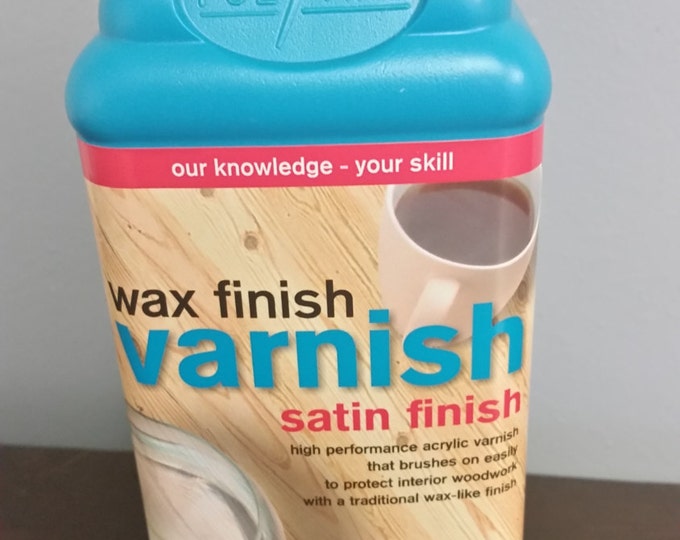 our knowledge - your skill
wax finish
varnish
satin finish
high performance acrylic varnish
that brushes on easily
to protect interior woodwork
with a traditional wax-like finish